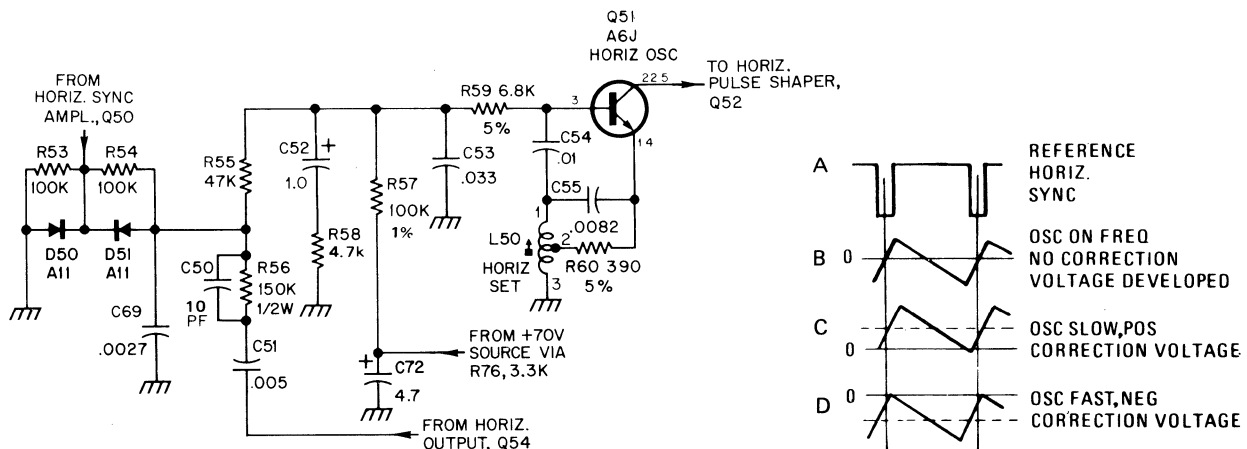 FROM
HORIZ. SYNC
AMPL., Q50
R53
100K
R54
100K
D50
A11
D51
A11
C69
.0027
R55
47K
C50
10
PF
R56
150K
1/2W
C51
.005
C52
+
1.0
R58
4.7k
R57
100K
1%
C53
.033
R59 6.8K
5%
Q51
A6J
HORIZ OSC
3
22.5
1.4
TO HORIZ.
PULSE SHAPER,
Q52
C54
.01
C55
.0082
1
2
3
L50
HORIZ
SET
R60 390
5%
+
C72
4.7
FROM +70V
SOURCE VIA
R76, 3.3K
FROM HORIZ.
OUTPUT, Q54
A
REFERENCE
HORIZ.
SYNC
B
0
OSC ON FREQ
NO CORRECTION
VOLTAGE DEVELOPED
C
0
OSC SLOW, POS
CORRECTION VOLTAGE
D
0
OSC FAST, NEG
CORRECTION VOLTAGE